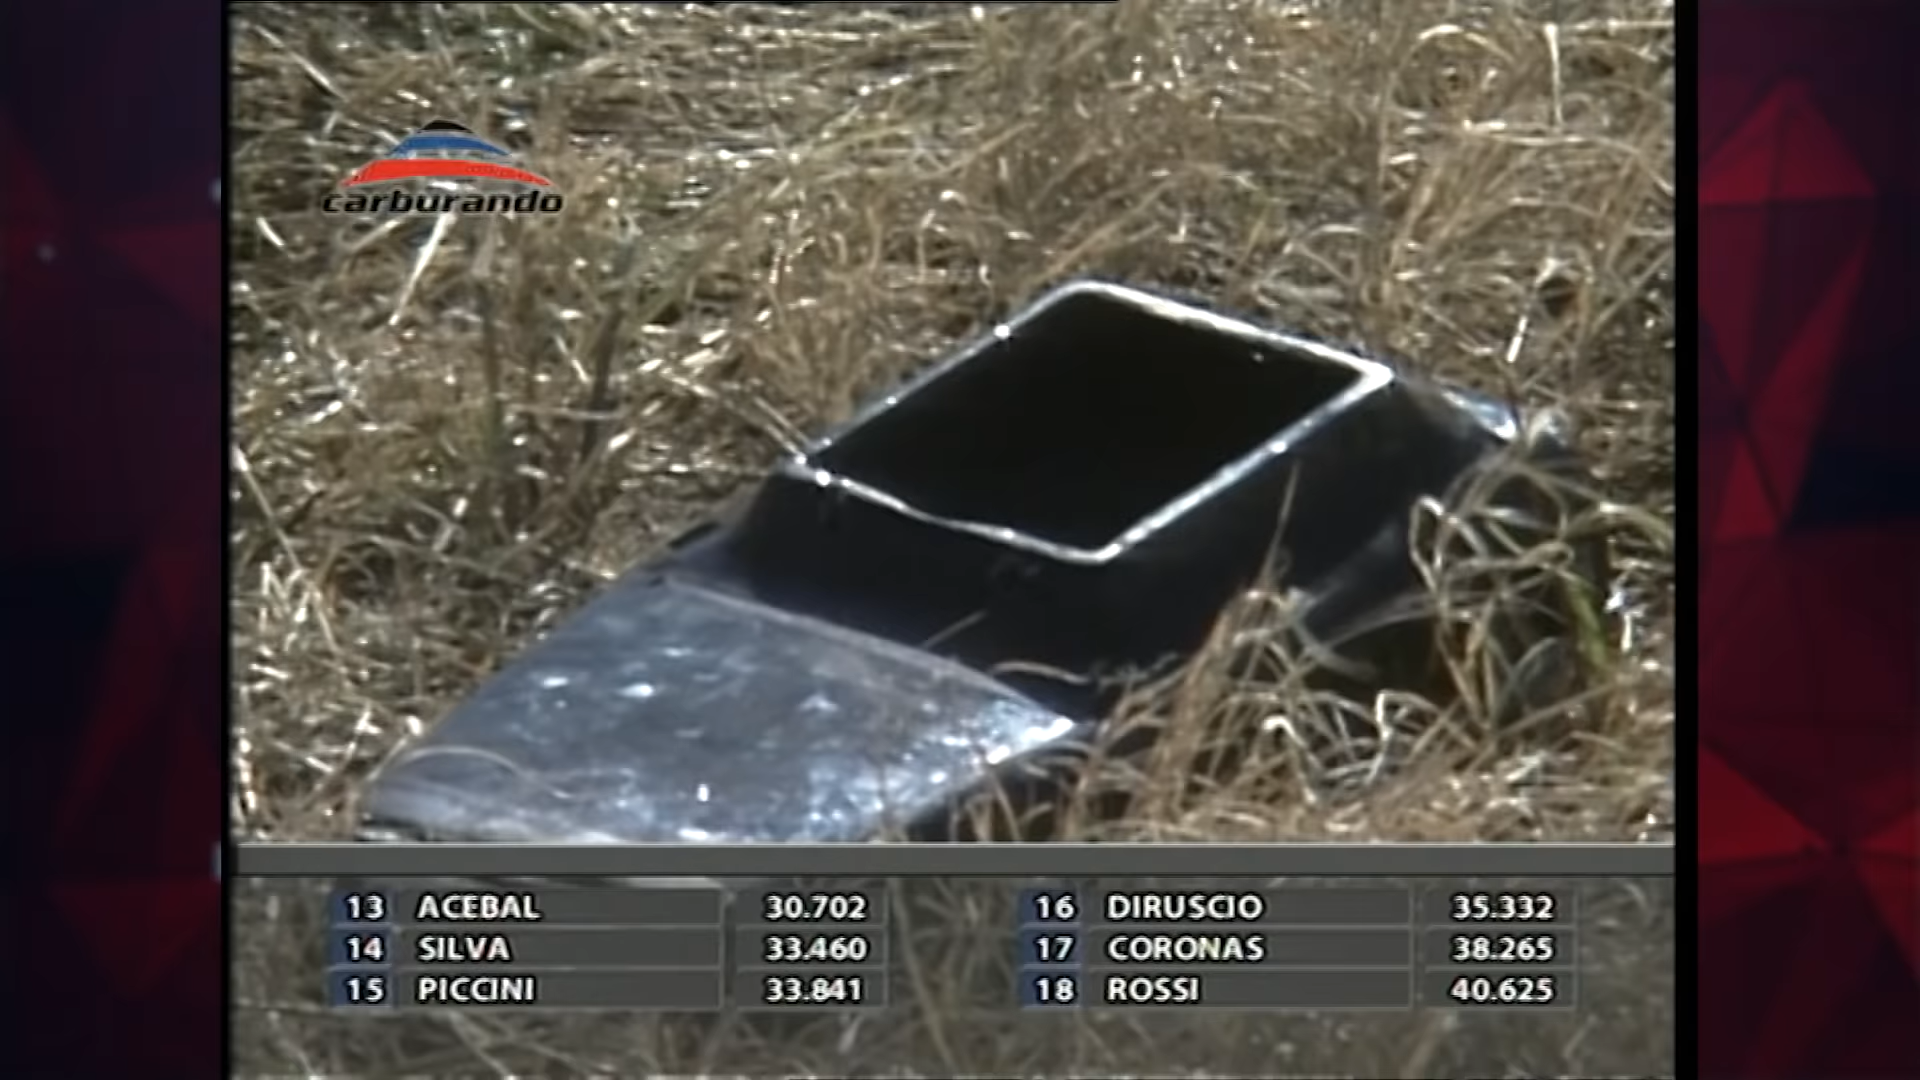 carburando
13 ACEBAL 30.702
14 SILVA 33.460
15 PICCINI 33.841
16 DIRUSCIO 35.332
17 CORONAS 38.265
18 ROSSI 40.625